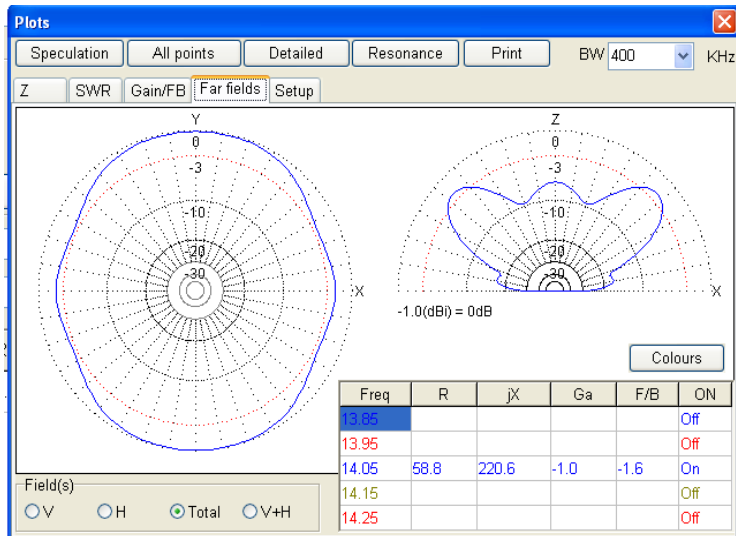 Plots
Speculation All points Detailed Resonance Print BW 400 KHz
Z SWR Gain/FB Far fields Setup
Y
0
-3
-10
-20
-30
X
Z
0
-3
-10
-20
-30
X
-1.0(dBi) = 0dB
Colours
Freq R jX Ga F/B ON
13.85 Off
13.95 Off
14.05 58.8 220.6 -1.0 -1.6 On
14.15 Off
14.25 Off
Field(s)
V H Total V+H